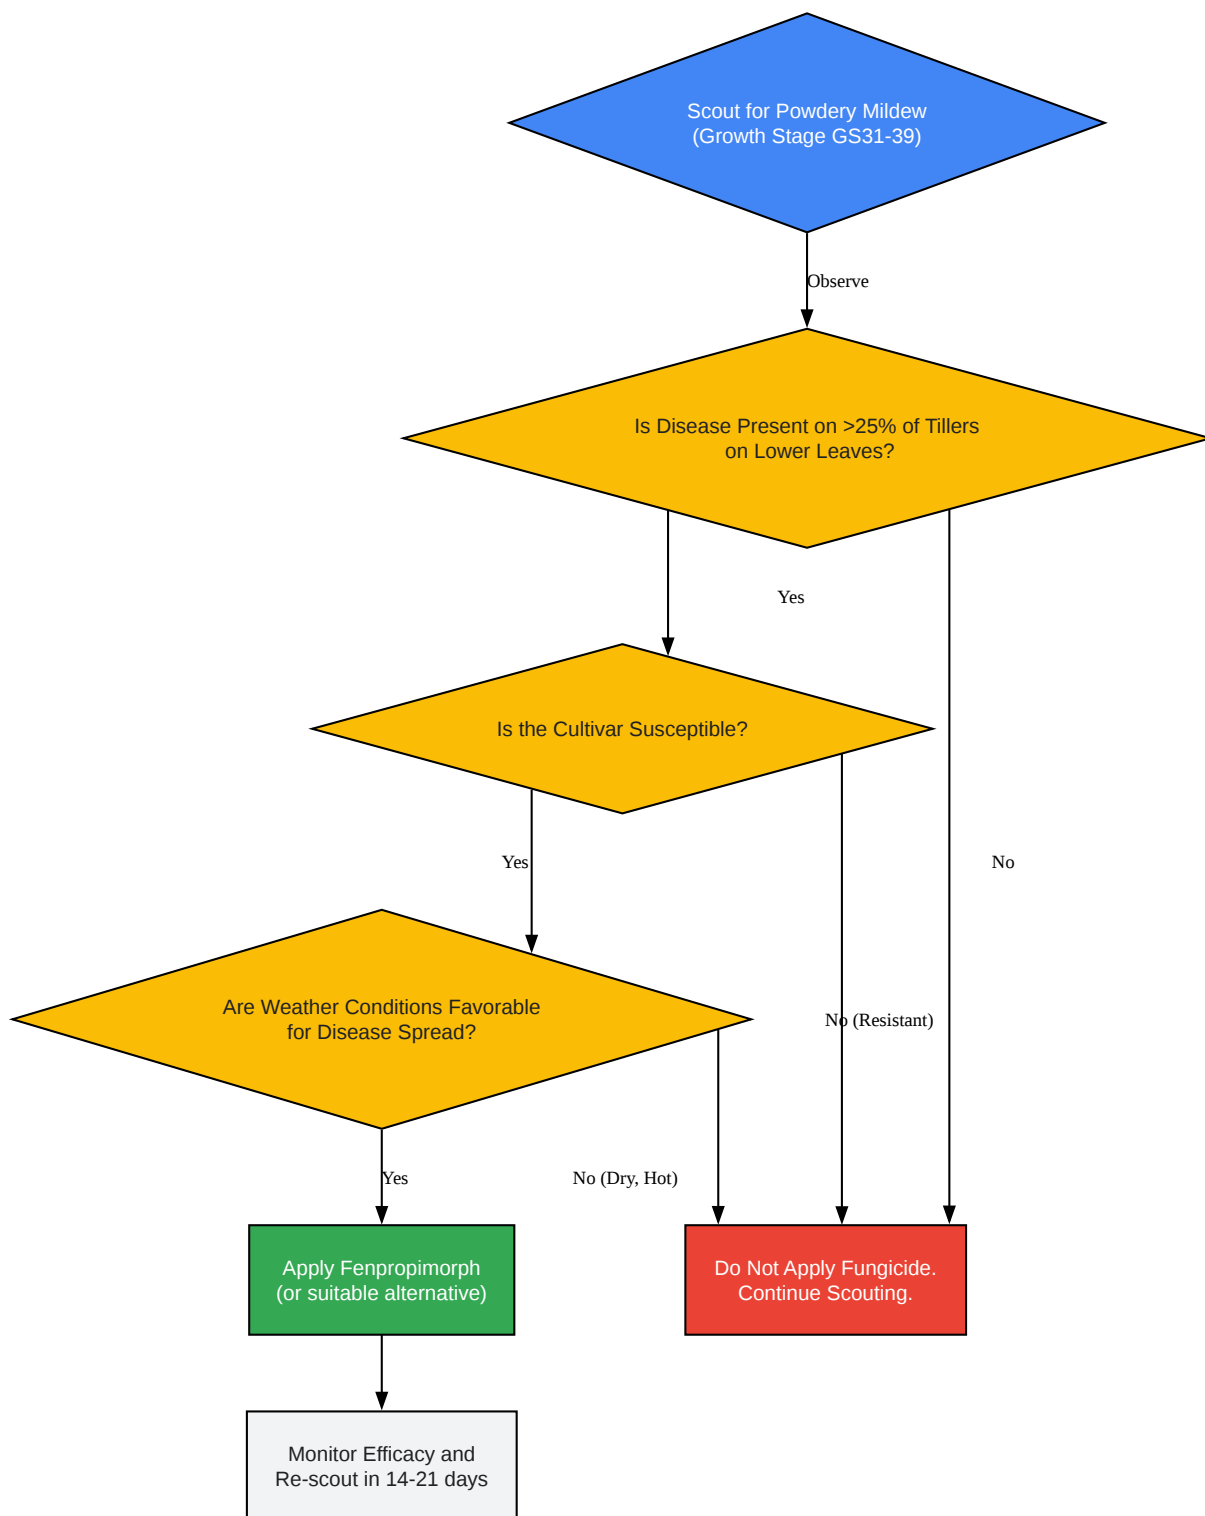 Scout for Powdery Mildew
(Growth Stage GS31-39)
Observe
Is Disease Present on >25% of Tillers
on Lower Leaves?
Yes
Is the Cultivar Susceptible?
Yes
No
Are Weather Conditions Favorable
for Disease Spread?
No (Resistant)
Yes
No (Dry, Hot)
Apply Fenpropimorph
(or suitable alternative)
Do Not Apply Fungicide.
Continue Scouting.
Monitor Efficacy and
Re-scout in 14-21 days